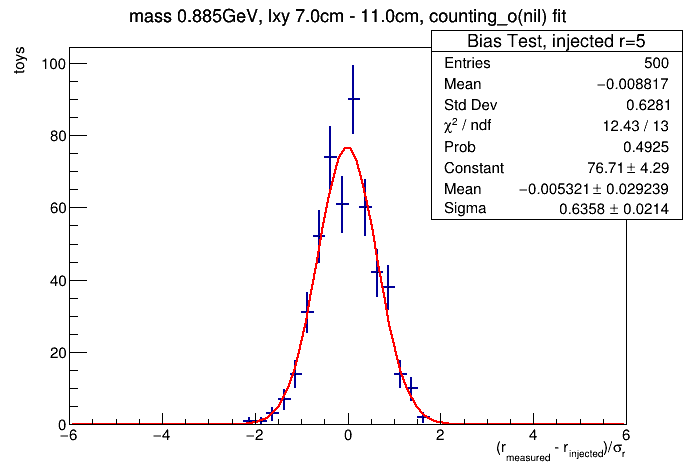 mass 0.885GeV, lxy 7.0cm - 11.0cm, counting_o(nil) fit
Bias Test, injected r=5
Entries 500
Mean −0.008817
Std Dev 0.6281
χ² / ndf 12.43 / 13
Prob 0.4925
Constant 76.71 ± 4.29
Mean −0.005321 ± 0.029239
Sigma 0.6358 ± 0.0214
toys
100
80
60
40
20
0
−6 −4 −2 0 2 4 6
(r_measured - r_injected)/σ_r